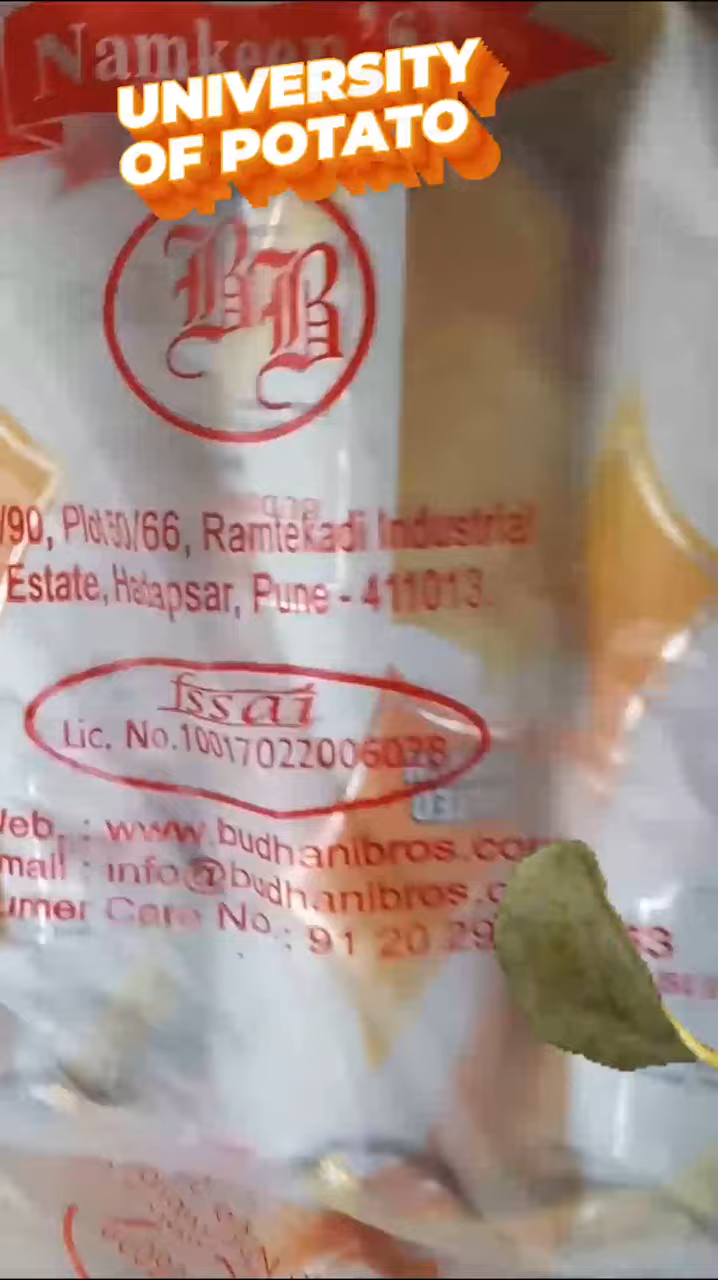 Namkeen's
UNIVERSITY
OF POTATO
BB
/90, Plot 50/66, Ramtekadi Industrial
Estate, Hadapsar, Pune - 411013.
fssai
Lic. No.10017022006028
Web. : www.budhanibros.com
mail : info@budhanibros.c
umer Care No.: 91 20 29